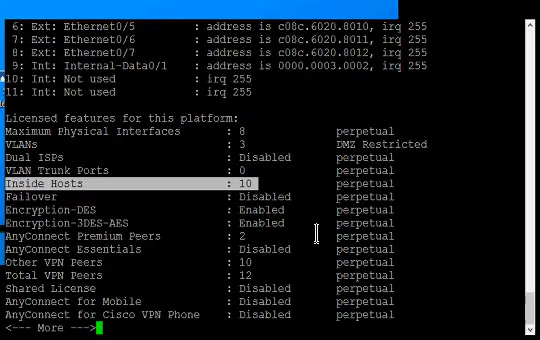 6: Ext: Ethernet0/5 : address is c08c.6020.8010, irq 255
7: Ext: Ethernet0/6 : address is c08c.6020.8011, irq 255
8: Ext: Ethernet0/7 : address is c08c.6020.8012, irq 255
9: Int: Internal-Data0/1 : address is 0000.0003.0002, irq 255
10: Int: Not used : irq 255
11: Int: Not used : irq 255
Licensed features for this platform:
Maximum Physical Interfaces : 8 perpetual
VLANs : 3 DMZ Restricted
Dual ISPs : Disabled perpetual
VLAN Trunk Ports : 0 perpetual
Inside Hosts : 10 perpetual
Failover : Disabled perpetual
Encryption-DES : Enabled perpetual
Encryption-3DES-AES : Enabled perpetual
AnyConnect Premium Peers : 2 perpetual
AnyConnect Essentials : Disabled perpetual
Other VPN Peers : 10 perpetual
Total VPN Peers : 12 perpetual
Shared License : Disabled perpetual
AnyConnect for Mobile : Disabled perpetual
AnyConnect for Cisco VPN Phone : Disabled perpetual
<--- More --->